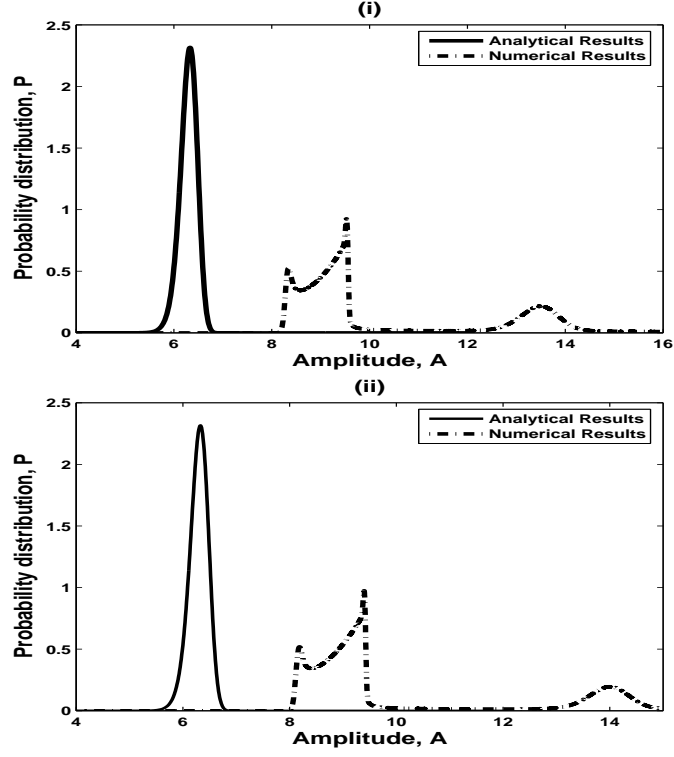 (i)
Probability distribution, P
2.5
2
1.5
1
0.5
0
Analytical Results
Numerical Results
4 6 8 10 12 14 16
Amplitude, A
(ii)
Probability distribution, P
2.5
2
1.5
1
0.5
0
Analytical Results
Numerical Results
4 6 8 10 12 14
Amplitude, A